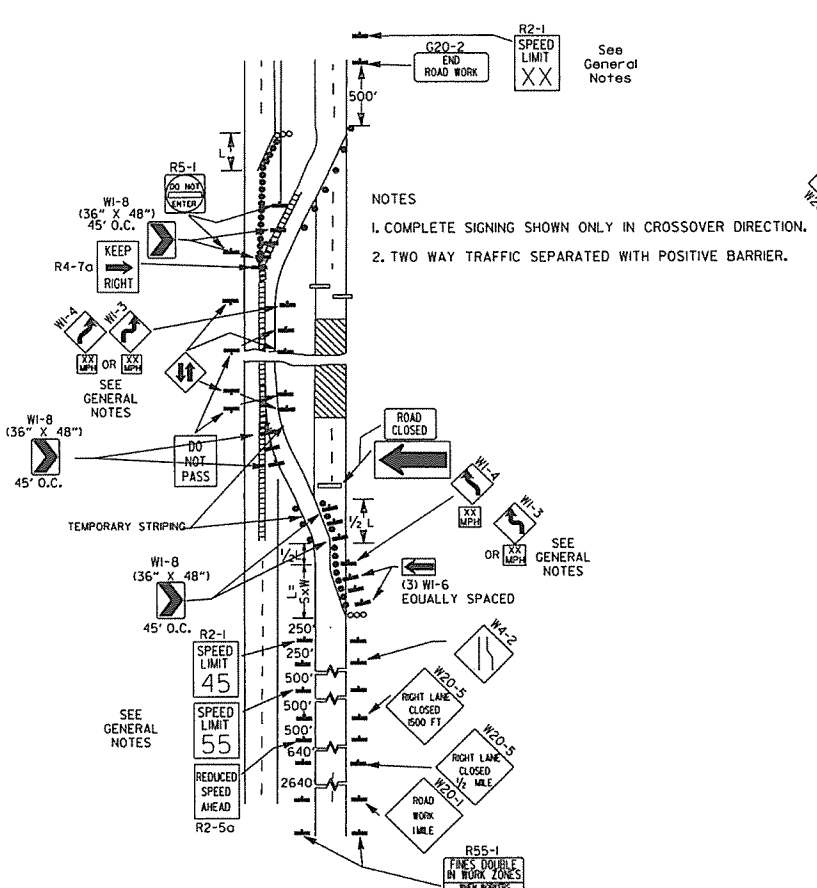 R2-1
SPEED
LIMIT
XX
See
General
Notes
G20-2
END
ROAD WORK
500'
L
R5-1
DO NOT
ENTER
W1-8
(36" X 48")
45' O.C.
KEEP
RIGHT
R4-7a
NOTES
1. COMPLETE SIGNING SHOWN ONLY IN CROSSOVER DIRECTION.
2. TWO WAY TRAFFIC SEPARATED WITH POSITIVE BARRIER.
W1-4
W1-3
XX
MPH
OR
XX
MPH
SEE
GENERAL
NOTES
W1-8
(36" X 48")
45' O.C.
DO
NOT
PASS
ROAD
CLOSED
W1-4
XX
MPH
W1-3
OR
XX
MPH
SEE
GENERAL
NOTES
TEMPORARY STRIPING
1/2 L
1/2 L
L=
SxW
W1-8
(36" X 48")
45' O.C.
(3) W1-6
EQUALLY SPACED
R2-1
SPEED
LIMIT
45
250'
250'
500'
500'
500'
640'
2640'
W4-2
SEE
GENERAL
NOTES
SPEED
LIMIT
55
W20-5
RIGHT LANE
CLOSED
1500 FT
REDUCED
SPEED
AHEAD
R2-5a
W20-5
RIGHT LANE
CLOSED
1/2 MILE
W20-1
ROAD
WORK
1 MILE
R55-1
FINES DOUBLE
IN WORK ZONES